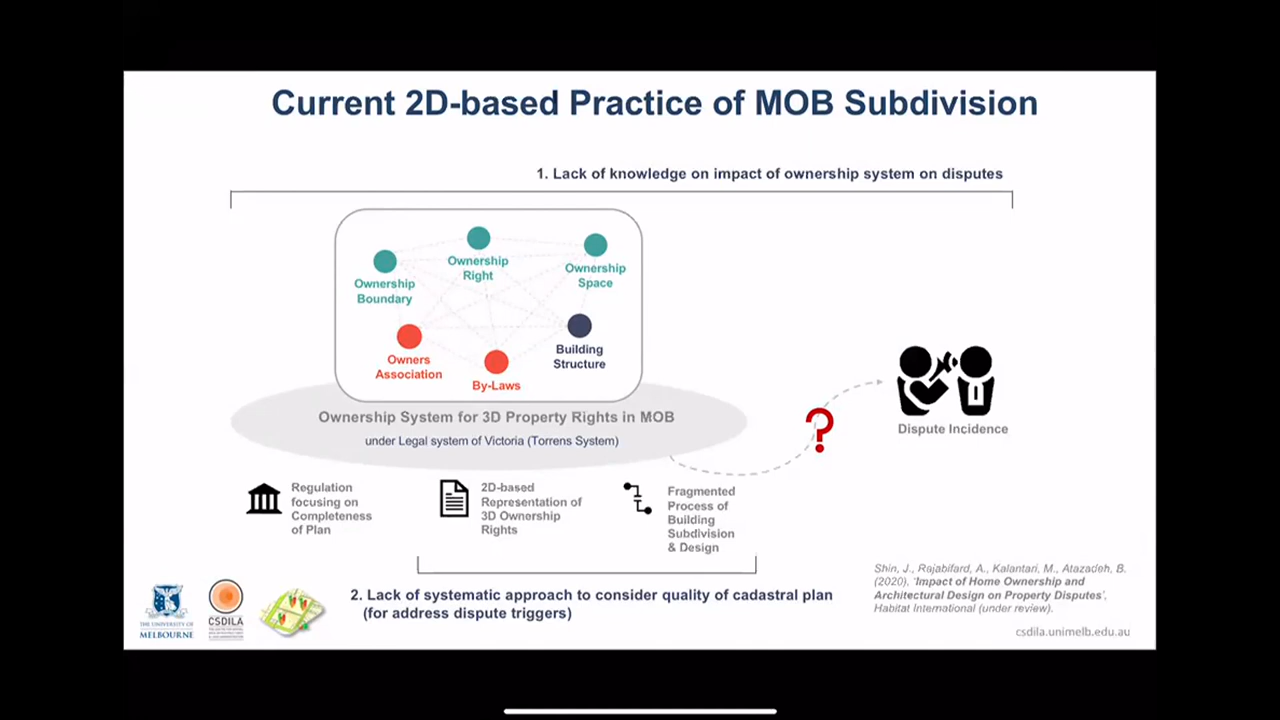 Current 2D-based Practice of MOB Subdivision
1. Lack of knowledge on impact of ownership system on disputes
Ownership
Right
Ownership
Space
Ownership
Boundary
Building
Structure
Owners
Association
By-Laws
Ownership System for 3D Property Rights in MOB
under Legal system of Victoria (Torrens System)
?
Dispute Incidence
Regulation
focusing on
Completeness
of Plan
2D-based
Representation of
3D Ownership
Rights
Fragmented
Process of
Building
Subdivision
& Design
2. Lack of systematic approach to consider quality of cadastral plan
(for address dispute triggers)
Shin, J., Rajabifard, A., Kalantari, M., Atazadeh, B.
(2020), 'Impact of Home Ownership and
Architectural Design on Property Disputes',
Habitat International (under review).
csdila.unimelb.edu.au
THE UNIVERSITY OF
MELBOURNE
CSDILA